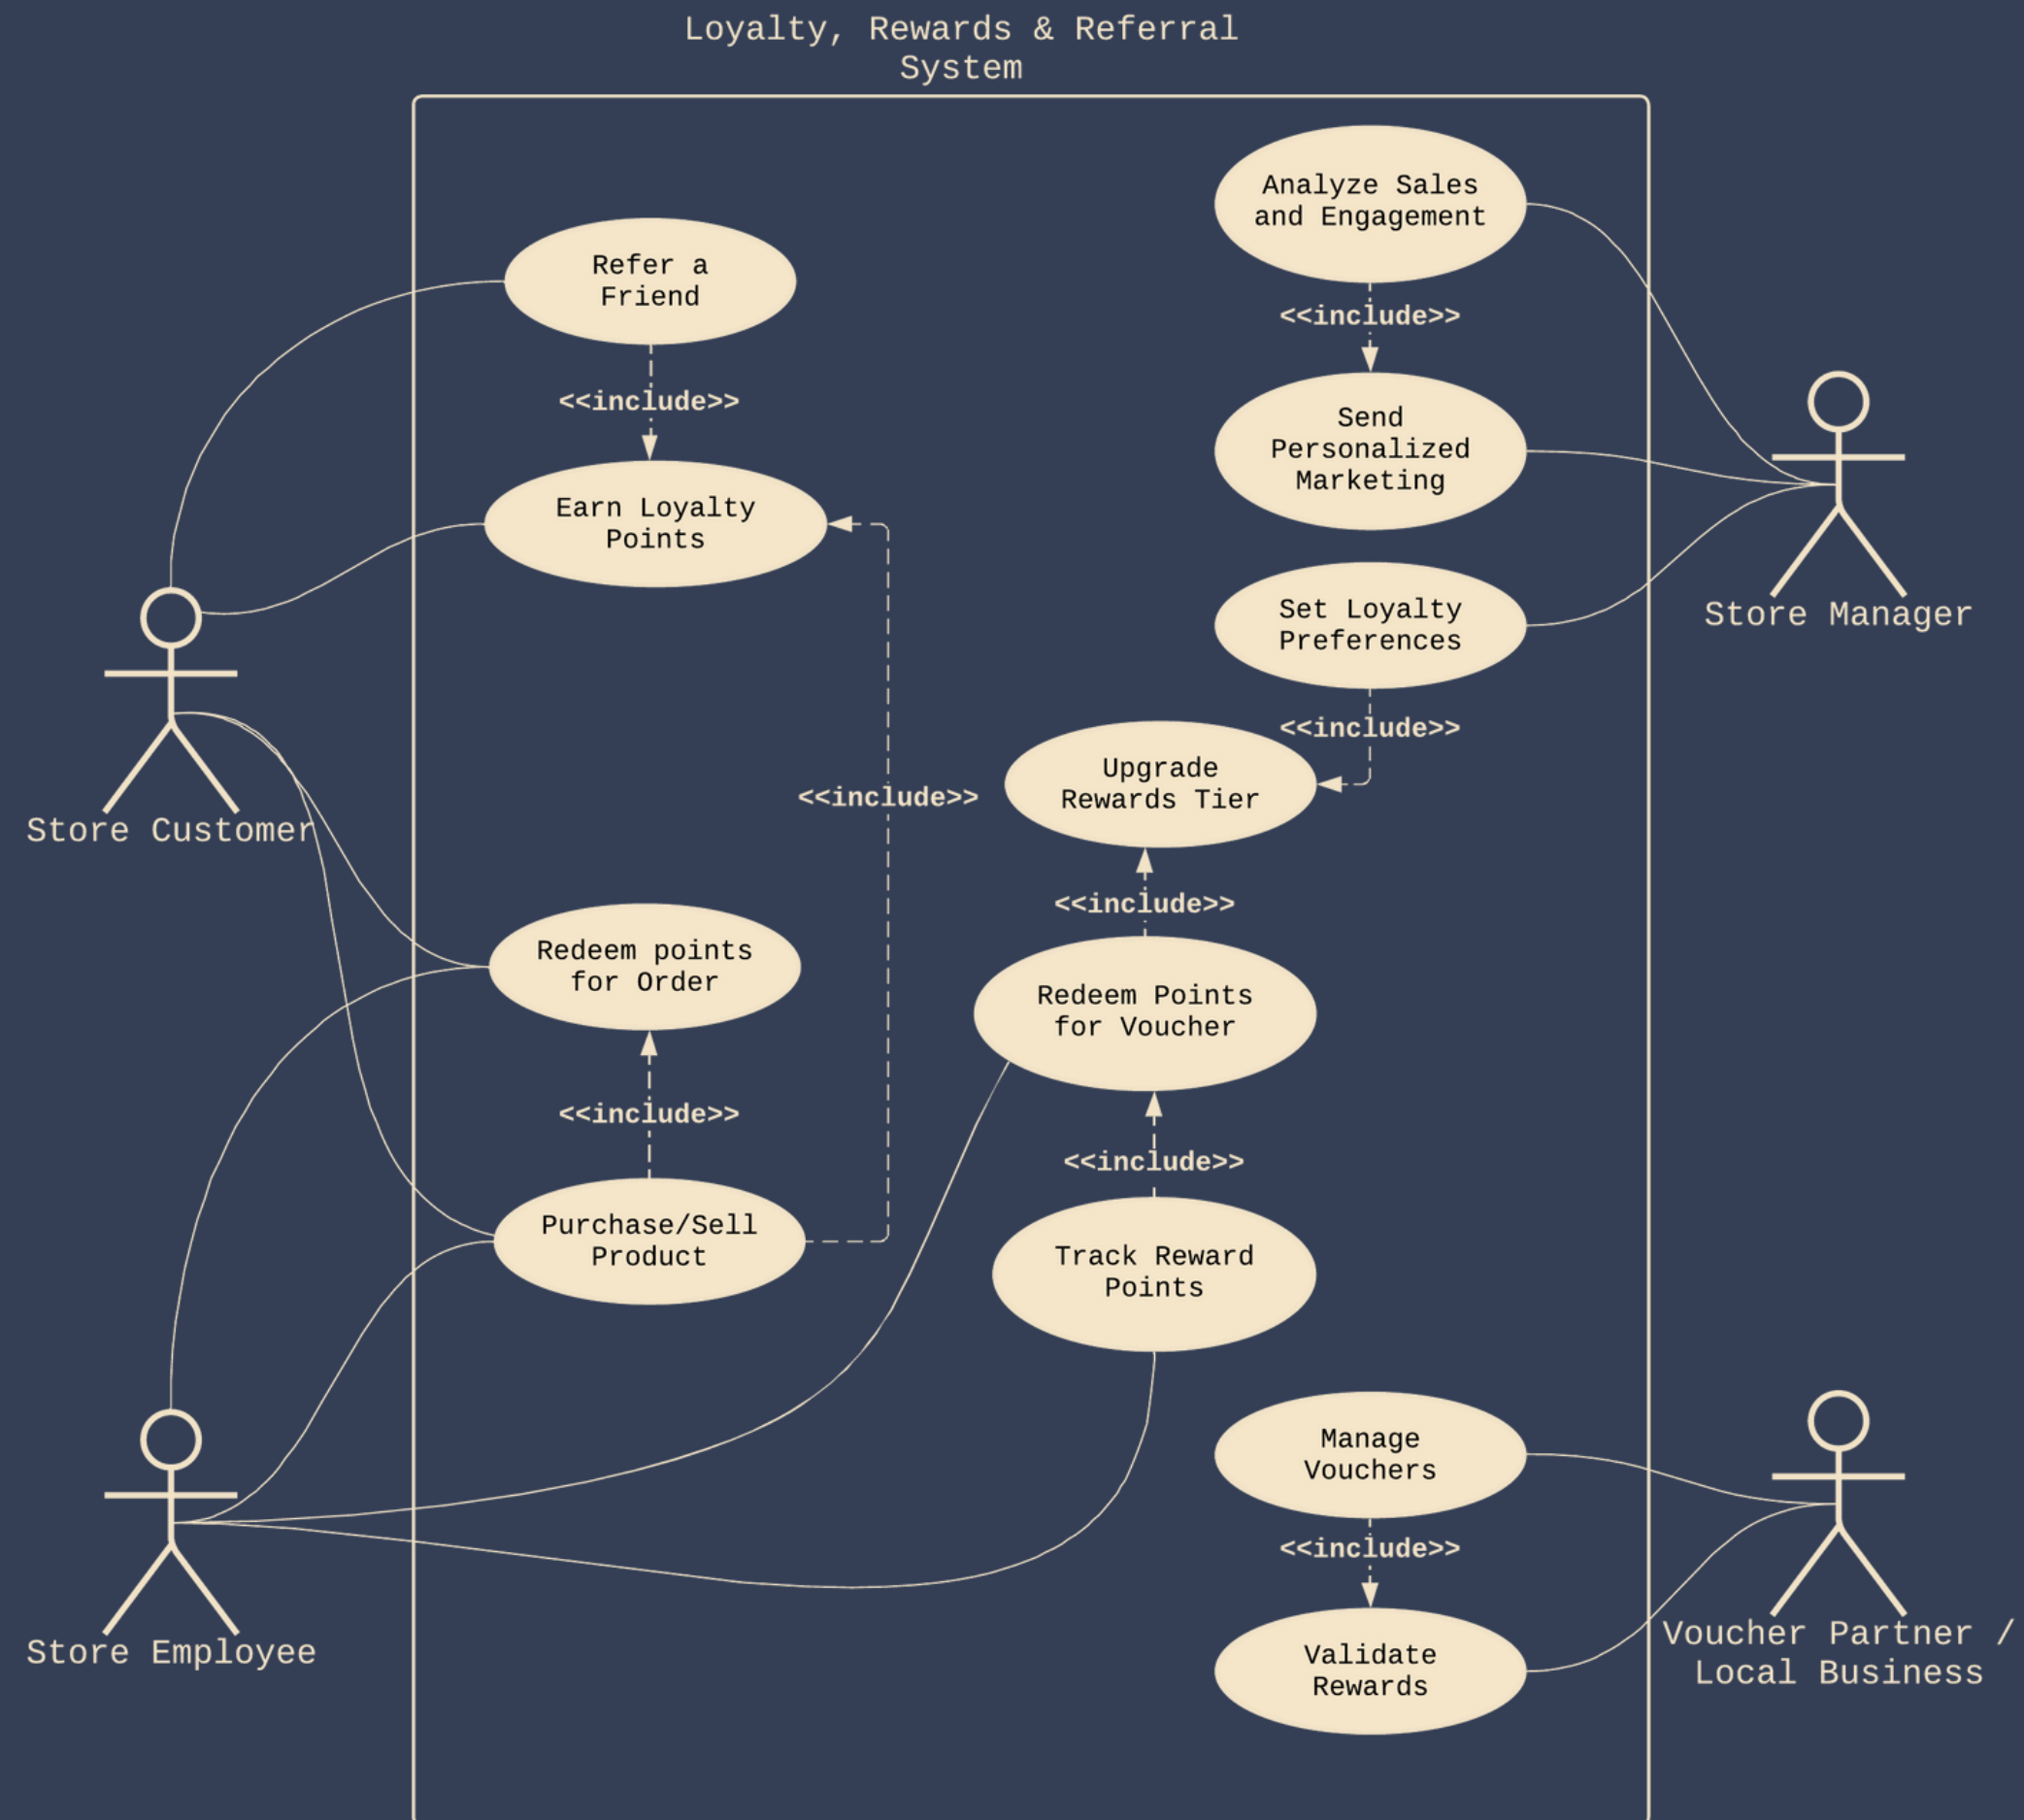 Loyalty, Rewards & Referral
System
Analyze Sales
and Engagement
Refer a
Friend
<<include>>
<<include>>
Send
Personalized
Marketing
Earn Loyalty
Points
Store Manager
Set Loyalty
Preferences
<<include>>
Upgrade
Rewards Tier
<<include>>
Store Customer
<<include>>
Redeem points
for Order
Redeem Points
for Voucher
<<include>>
<<include>>
Purchase/Sell
Product
Track Reward
Points
Manage
Vouchers
<<include>>
Store Employee
Voucher Partner /
Local Business
Validate
Rewards